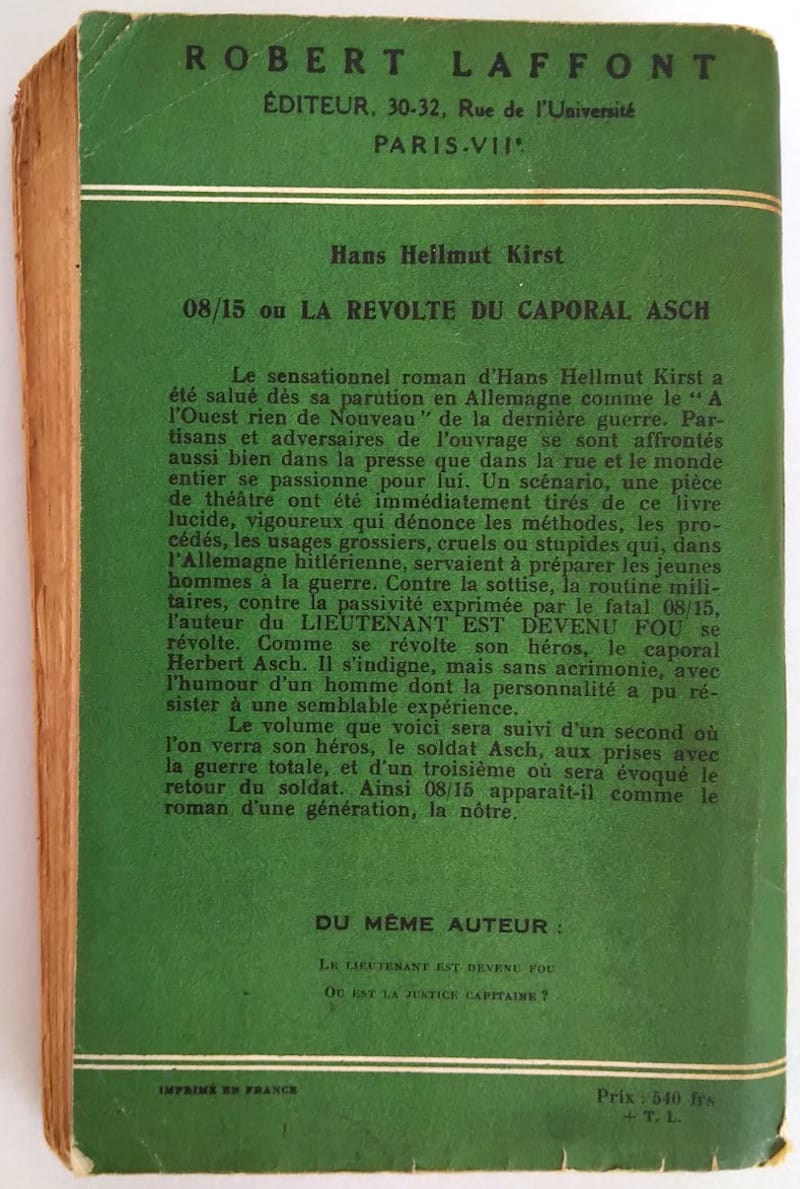 ROBERT LAFFONT
ÉDITEUR, 30-32, Rue de l'Université
PARIS-VIIe.
Hans Hellmut Kirst
08/15 ou LA REVOLTE DU CAPORAL ASCH
Le sensationnel roman d'Hans Hellmut Kirst a
été salué dès sa parution en Allemagne comme le “ A
l'Ouest rien de Nouveau” de la dernière guerre. Par-
tisans et adversaires de l'ouvrage se sont affrontés
aussi bien dans la presse que dans la rue et le monde
entier se passionne pour lui. Un scénario, une pièce
de théâtre ont été immédiatement tirés de ce livre
lucide, vigoureux qui dénonce les méthodes, les pro-
cédés, les usages grossiers, cruels ou stupides qui, dans
l'Allemagne hitlérienne, servaient à préparer les jeunes
hommes à la guerre. Contre la sottise, la routine mili-
taires, contre la passivité exprimée par le fatal 08/15,
l'auteur du LIEUTENANT EST DEVENU FOU se
révolte. Comme se révolte son héros, le caporal
Herbert Asch. Il s'indigne, mais sans acrimonie, avec
l'humour d'un homme dont la personnalité a pu ré-
sister à une semblable expérience.
Le volume que voici sera suivi d'un second où
l'on verra son héros, le soldat Asch, aux prises avec
la guerre totale, et d'un troisième où sera évoqué le
retour du soldat. Ainsi 08/15 apparaît-il comme le
roman d'une génération, la nôtre.
DU MÊME AUTEUR :
LE LIEUTENANT EST DEVENU FOU
OU EST LA JUSTICE CAPITAINE ?
IMPRIMÉ EN FRANCE
Prix : 540 frs
+ T. L.